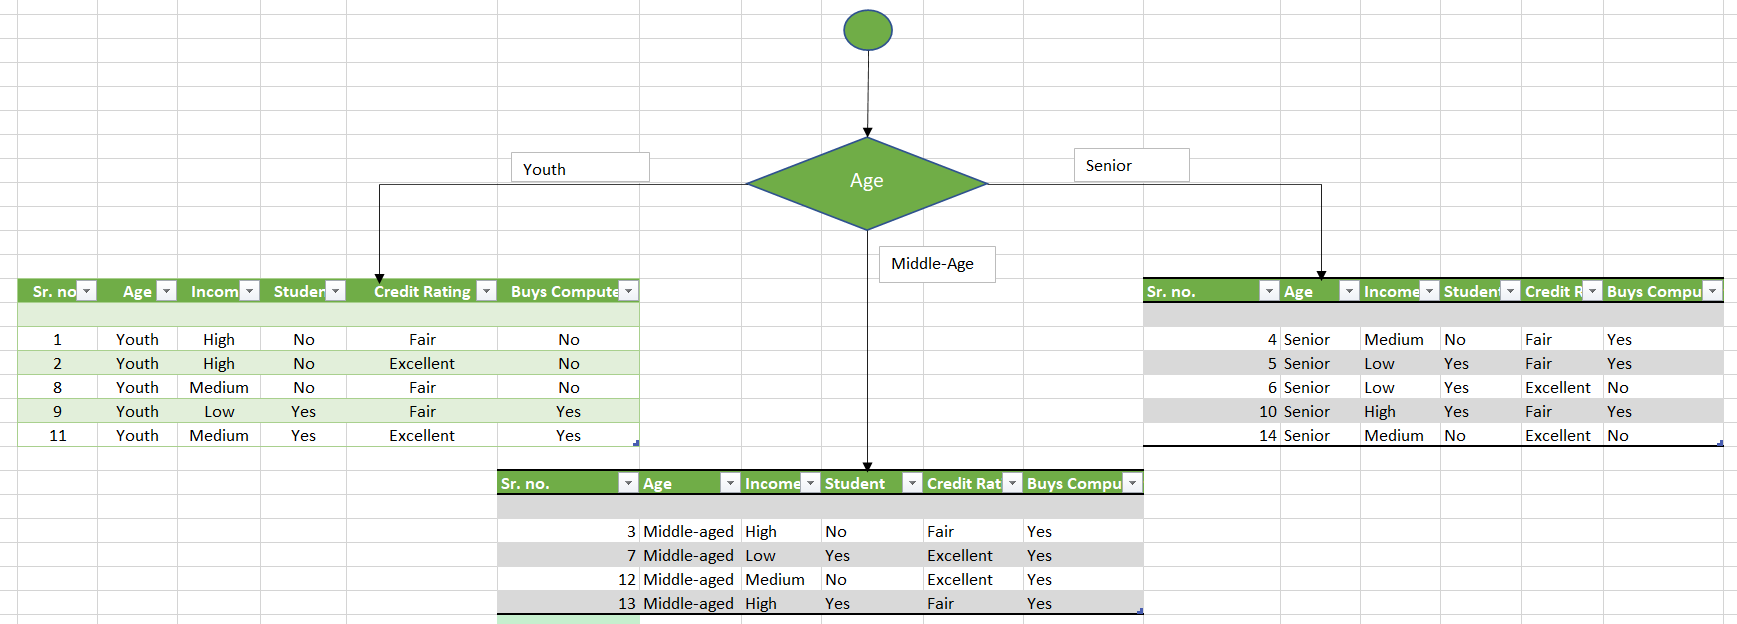 Age
Youth
Senior
Middle-Age
Sr. no Age Incom Studer Credit Rating Buys Compute
1 Youth High No Fair No
2 Youth High No Excellent No
8 Youth Medium No Fair No
9 Youth Low Yes Fair Yes
11 Youth Medium Yes Excellent Yes
Sr. no. Age Income Student Credit R Buys Compu
4 Senior Medium No Fair Yes
5 Senior Low Yes Fair Yes
6 Senior Low Yes Excellent No
10 Senior High Yes Fair Yes
14 Senior Medium No Excellent No
Sr. no. Age Income Student Credit Rat Buys Compu
3 Middle-aged High No Fair Yes
7 Middle-aged Low Yes Excellent Yes
12 Middle-aged Medium No Excellent Yes
13 Middle-aged High Yes Fair Yes